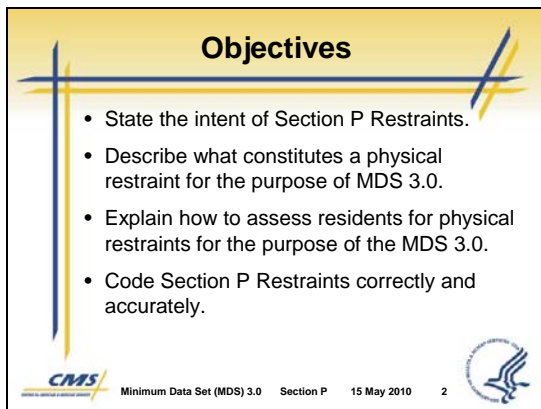 Objectives
• State the intent of Section P Restraints.
• Describe what constitutes a physical
restraint for the purpose of MDS 3.0.
• Explain how to assess residents for physical
restraints for the purpose of the MDS 3.0.
• Code Section P Restraints correctly and
accurately.
CMS
Minimum Data Set (MDS) 3.0 Section P 15 May 2010 2